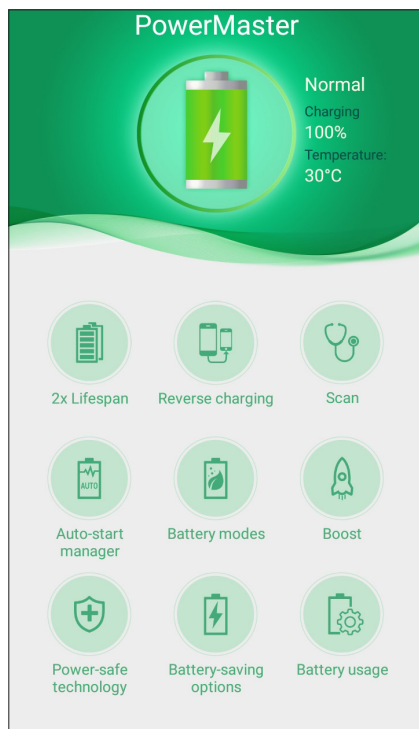 PowerMaster
Normal
Charging
100%
Temperature:
30°C
2x Lifespan
Reverse charging
Scan
AUTO
Auto-start
manager
Battery modes
Boost
Power-safe
technology
Battery-saving
options
Battery usage